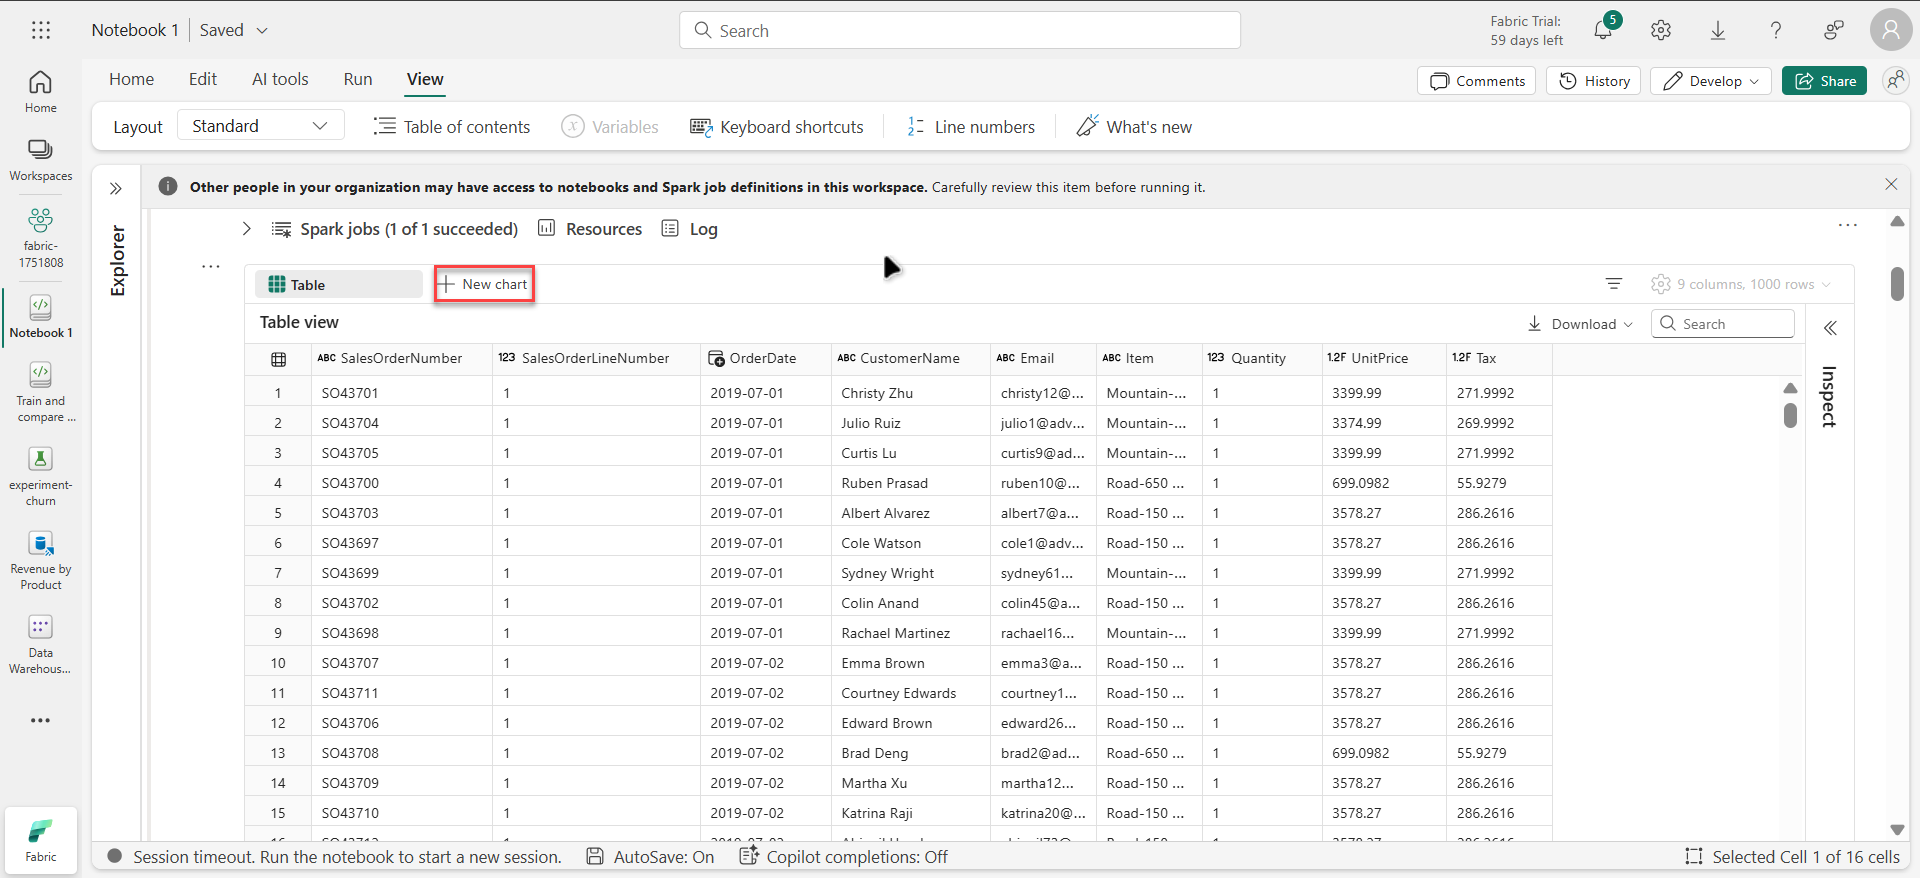 Notebook 1 | Saved
Search
Fabric Trial:
59 days left
5
Home
Edit
AI tools
Run
View
Comments
History
Develop
Share
Layout
Standard
Table of contents
Variables
Keyboard shortcuts
Line numbers
What's new
Home
Workspaces
fabric-
1751808
Notebook 1
Train and
compare ...
experiment-
churn
Revenue by
Product
Data
Warehous...
Fabric
Explorer
Other people in your organization may have access to notebooks and Spark job definitions in this workspace. Carefully review this item before running it.
Spark jobs (1 of 1 succeeded)
Resources
Log
Table
New chart
9 columns, 1000 rows
Table view
Download
Search
Inspect
ABC SalesOrderNumber 123 SalesOrderLineNumber OrderDate ABC CustomerName ABC Email ABC Item 123 Quantity 1.2F UnitPrice 1.2F Tax
1 SO43701 1 2019-07-01 Christy Zhu christy12@... Mountain-... 1 3399.99 271.9992
2 SO43704 1 2019-07-01 Julio Ruiz julio1@adv... Mountain-... 1 3374.99 269.9992
3 SO43705 1 2019-07-01 Curtis Lu curtis9@ad... Mountain-... 1 3399.99 271.9992
4 SO43700 1 2019-07-01 Ruben Prasad ruben10@... Road-650 ... 1 699.0982 55.9279
5 SO43703 1 2019-07-01 Albert Alvarez albert7@a... Road-150 ... 1 3578.27 286.2616
6 SO43697 1 2019-07-01 Cole Watson cole1@adv... Road-150 ... 1 3578.27 286.2616
7 SO43699 1 2019-07-01 Sydney Wright sydney61... Mountain-... 1 3399.99 271.9992
8 SO43702 1 2019-07-01 Colin Anand colin45@a... Road-150 ... 1 3578.27 286.2616
9 SO43698 1 2019-07-01 Rachael Martinez rachael16... Mountain-... 1 3399.99 271.9992
10 SO43707 1 2019-07-02 Emma Brown emma3@a... Road-150 ... 1 3578.27 286.2616
11 SO43711 1 2019-07-02 Courtney Edwards courtney1... Road-150 ... 1 3578.27 286.2616
12 SO43706 1 2019-07-02 Edward Brown edward26... Road-150 ... 1 3578.27 286.2616
13 SO43708 1 2019-07-02 Brad Deng brad2@ad... Road-650 ... 1 699.0982 55.9279
14 SO43709 1 2019-07-02 Martha Xu martha12... Road-150 ... 1 3578.27 286.2616
15 SO43710 1 2019-07-02 Katrina Raji katrina20@... Road-150 ... 1 3578.27 286.2616
Session timeout. Run the notebook to start a new session.
AutoSave: On
Copilot completions: Off
Selected Cell 1 of 16 cells